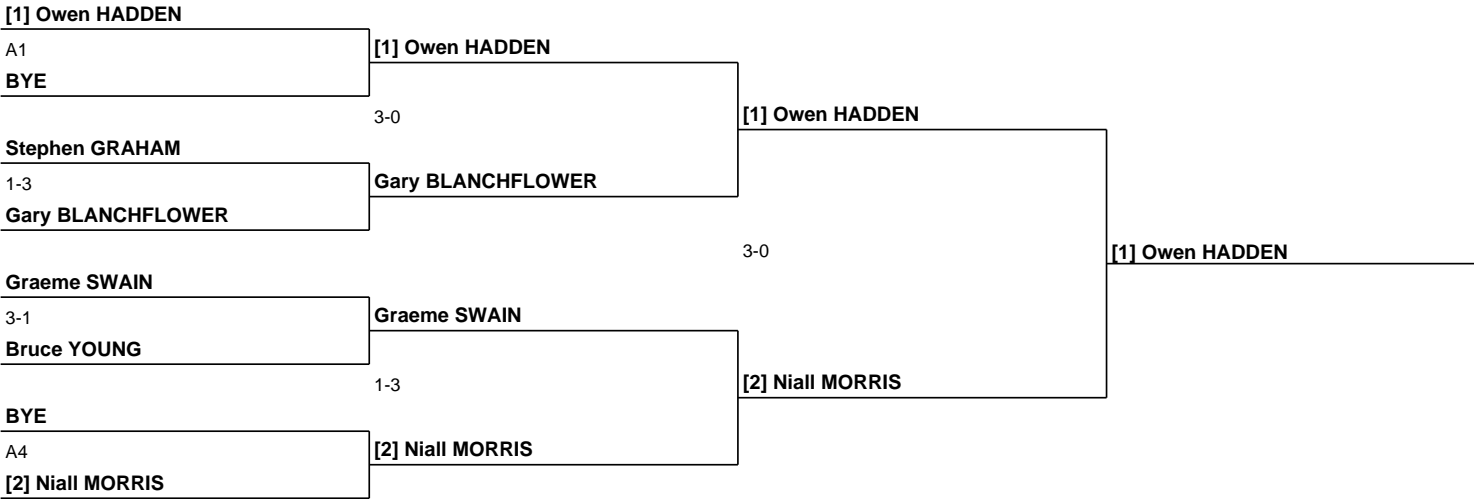 [1] Owen HADDEN
A1
BYE
[1] Owen HADDEN
3-0
Stephen GRAHAM
1-3
Gary BLANCHFLOWER
Gary BLANCHFLOWER
[1] Owen HADDEN
3-0
[1] Owen HADDEN
Graeme SWAIN
3-1
Bruce YOUNG
Graeme SWAIN
1-3
BYE
A4
[2] Niall MORRIS
[2] Niall MORRIS
[2] Niall MORRIS